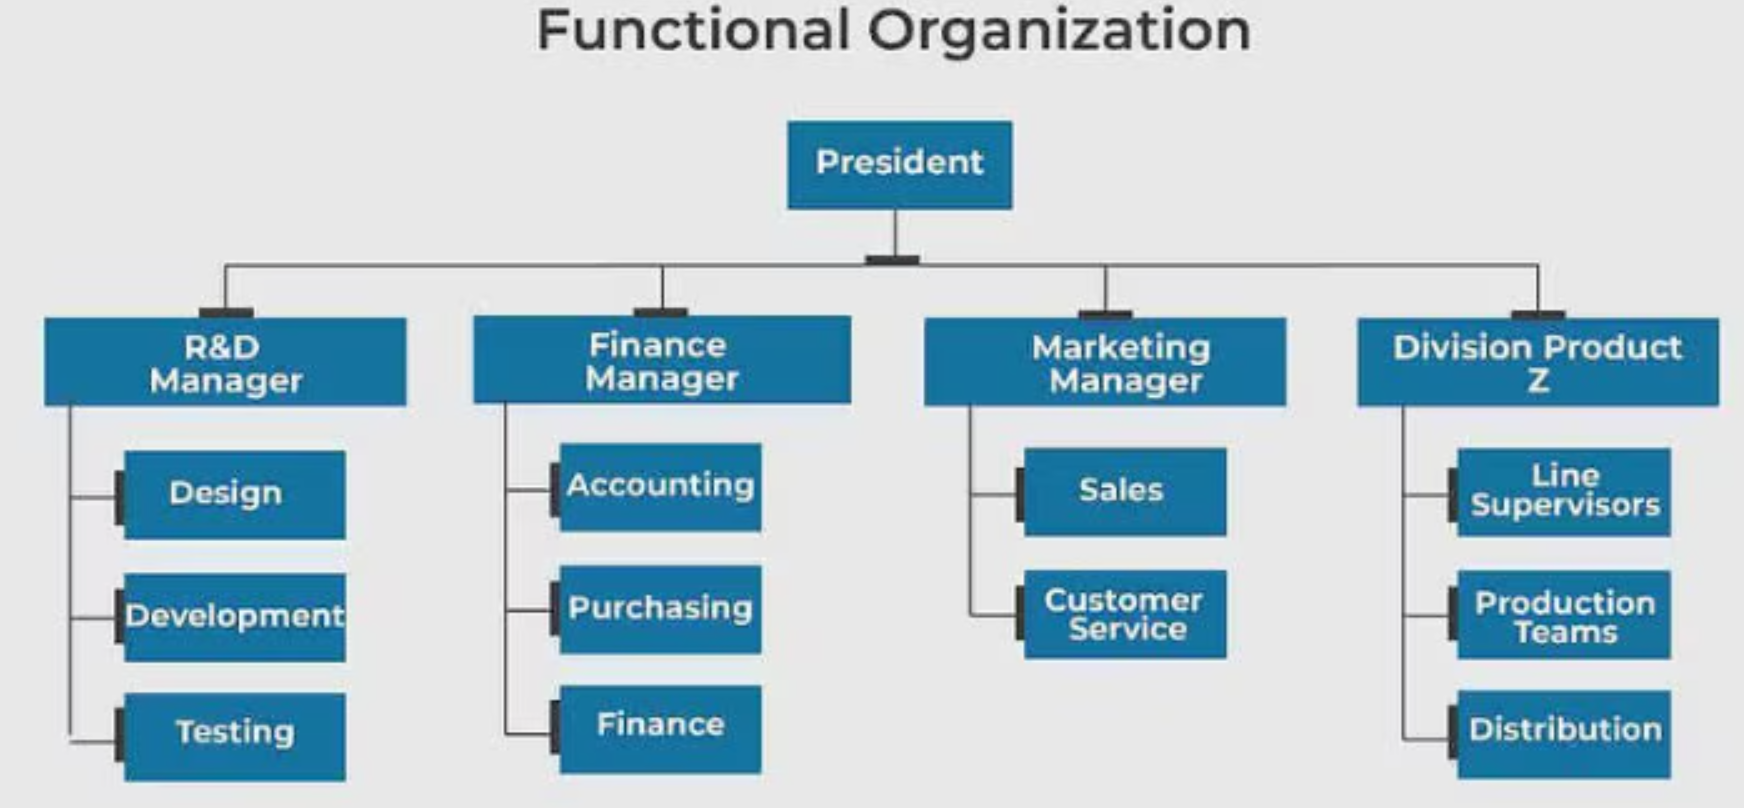 Functional Organization
President
R&D
Manager
Design
Development
Testing
Finance
Manager
Accounting
Purchasing
Finance
Marketing
Manager
Sales
Customer
Service
Division Product
Z
Line
Supervisors
Production
Teams
Distribution